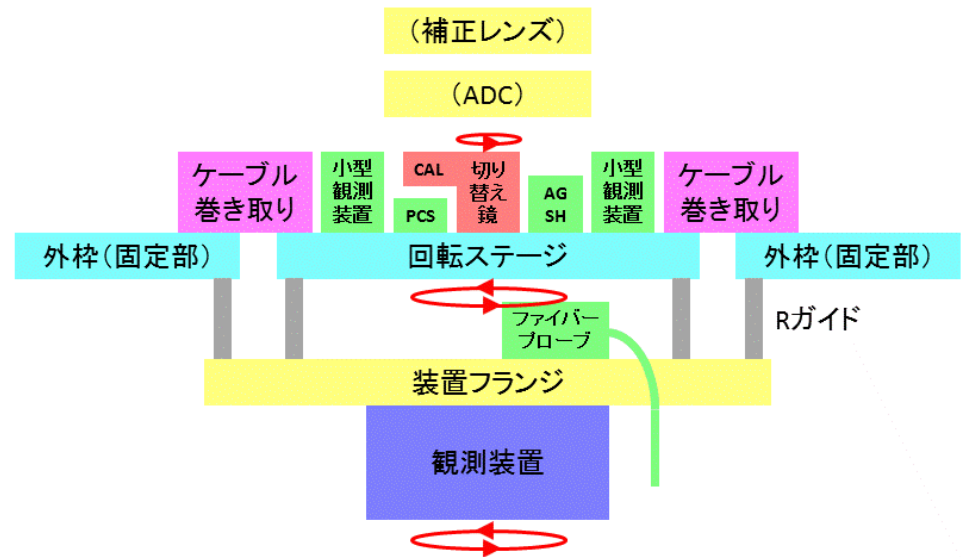 (補正レンズ)
(ADC)
ケーブル
巻き取り
小型
観測
装置
CAL
PCS
切り
替え
鏡
AG
SH
小型
観測
装置
ケーブル
巻き取り
外枠(固定部)
回転ステージ
外枠(固定部)
ファイバー
プローブ
Rガイド
装置フランジ
観測装置